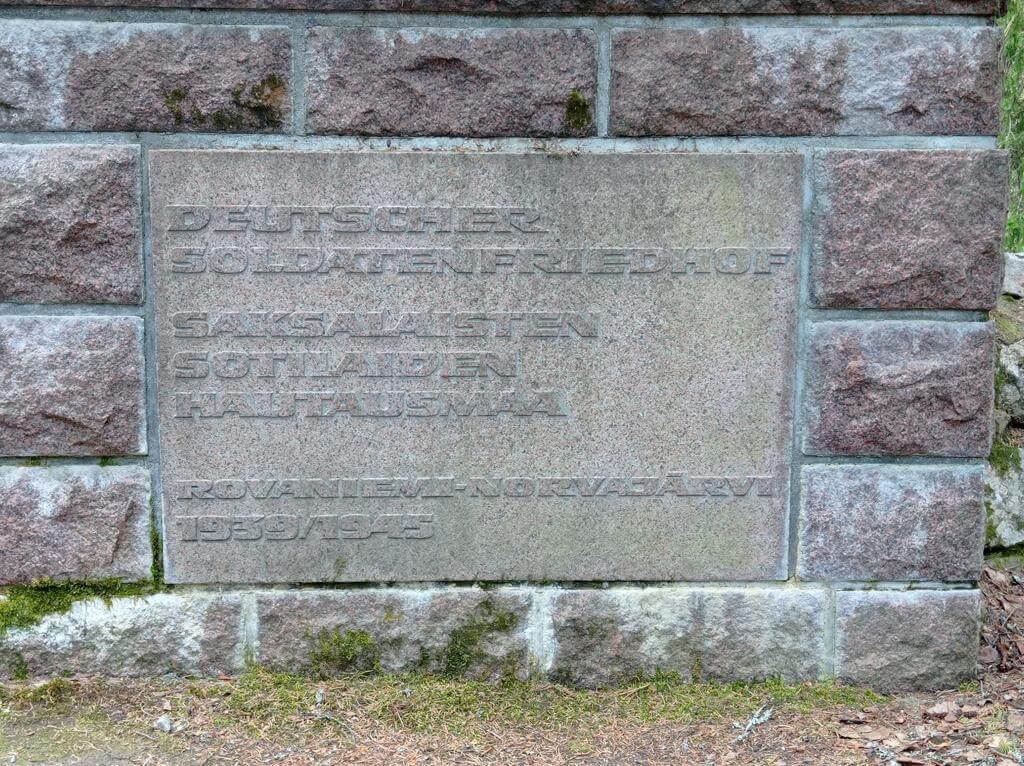 DEUTSCHER
SOLDATENFRIEDHOF
SAKSALAISTEN
SOTILAIDEN
HAUTAUSMAA
ROVANIEMI-NORVAJÄRVI
1939/1945